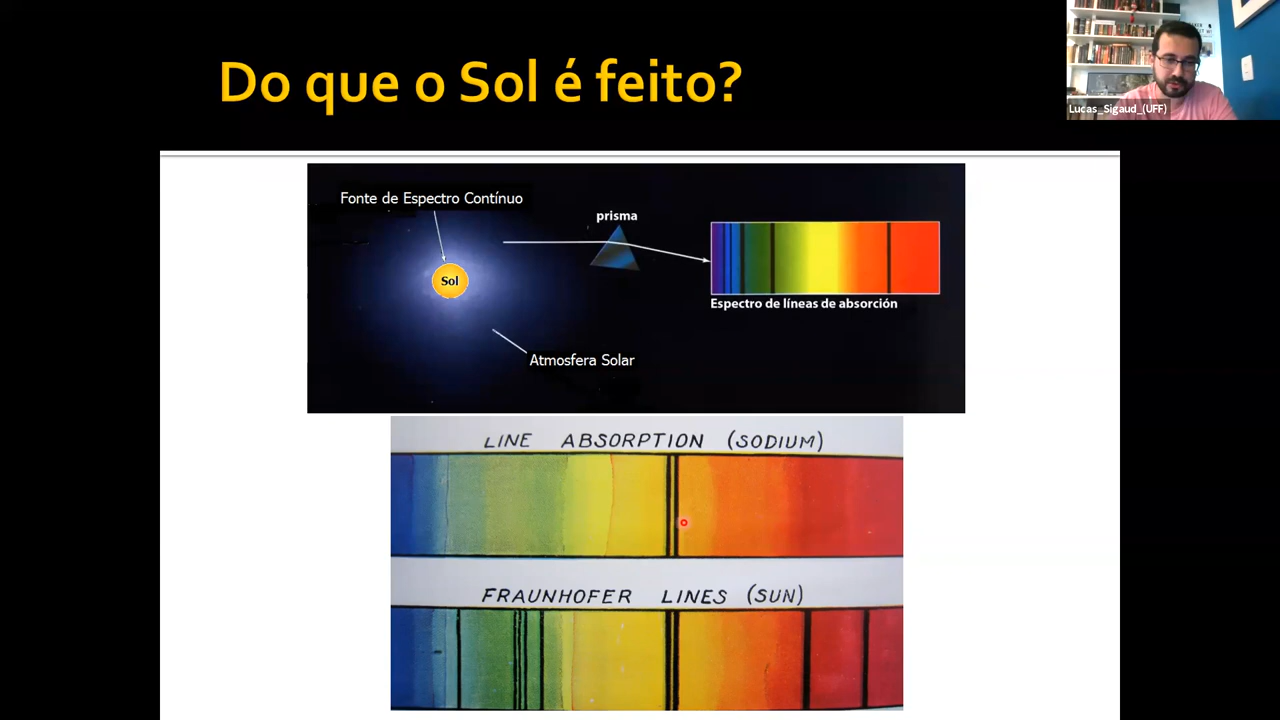 Do que o Sol é feito?
Lucas_Sigaud_(UFF)
Fonte de Espectro Contínuo
prisma
Sol
Espectro de líneas de absorción
Atmosfera Solar
LINE ABSORPTION (SODIUM)
FRAUNHOFER LINES (SUN)